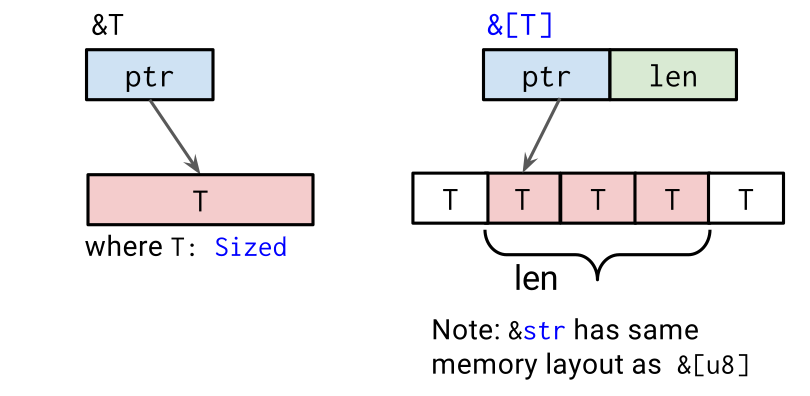 &T
ptr
T
where T: Sized
&[T]
ptr len
T T T T T
len
Note: &str has same
memory layout as &[u8]